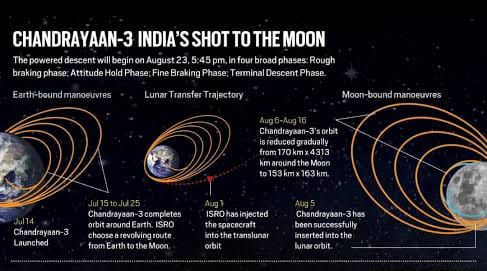 CHANDRAYAAN-3 INDIA'S SHOT TO THE MOON
The powered descent will begin on August 23, 5:45 pm, in four broad phases: Rough
braking phase; Attitude Hold Phase; Fine Braking Phase; Terminal Descent Phase.
Earth-bound manoeuvres
Lunar Transfer Trajectory
Moon-bound manoeuvres
Aug 6-Aug 16
Chandrayaan-3's orbit
is reduced gradually
from 170 km x 4313
km around the Moon
to 153 km x 163 km.
Jul 14
Chandrayaan-3
Launched
Jul 15 to Jul 25
Chandrayaan-3 completes
orbit around Earth. ISRO
choose a revolving route
from Earth to the Moon.
Aug 1
ISRO has injected
the spacecraft
into the translunar
orbit
Aug 5
Chandrayaan-3 has
been successfully
inserted into the
lunar orbit.